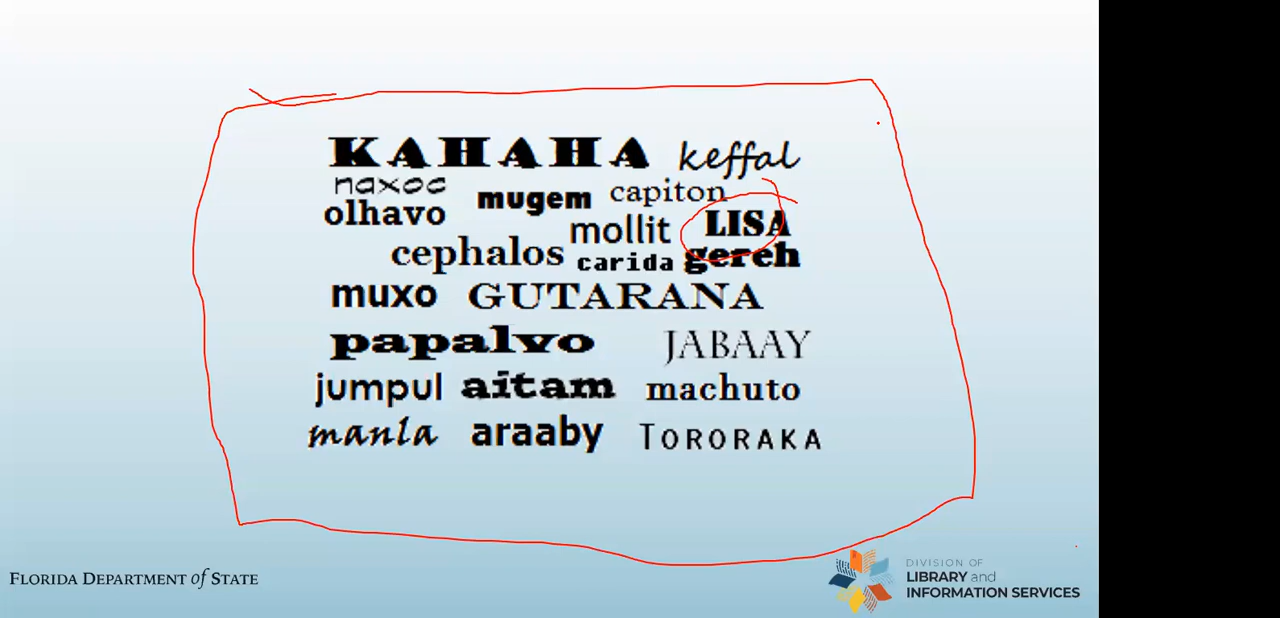 KAHAHA keffal
naxoc mugem capiton
olhavo mollit LISA
cephalos carida gereh
muxo GUTARANA
papalvo JABAAY
jumpul aitam machuto
manla araaby TORORAKA
FLORIDA DEPARTMENT of STATE
DIVISION OF
LIBRARY and
INFORMATION SERVICES